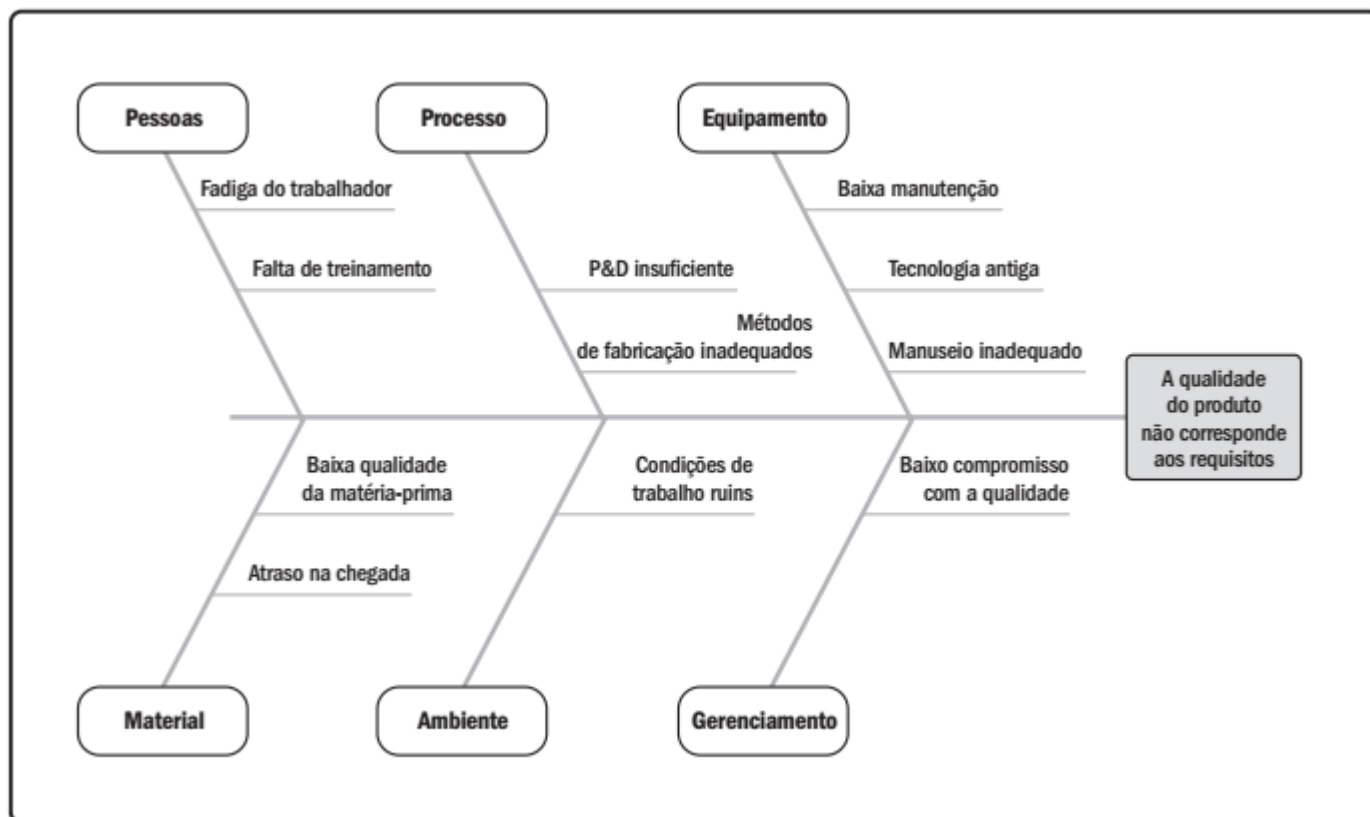 Pessoas
Processo
Equipamento
Fadiga do trabalhador
Baixa manutenção
Falta de treinamento
P&D insuficiente
Tecnologia antiga
Métodos
de fabricação inadequados
Manuseio inadequado
A qualidade
do produto
não corresponde
aos requisitos
Baixa qualidade
da matéria-prima
Condições de
trabalho ruins
Baixo compromisso
com a qualidade
Atraso na chegada
Material
Ambiente
Gerenciamento